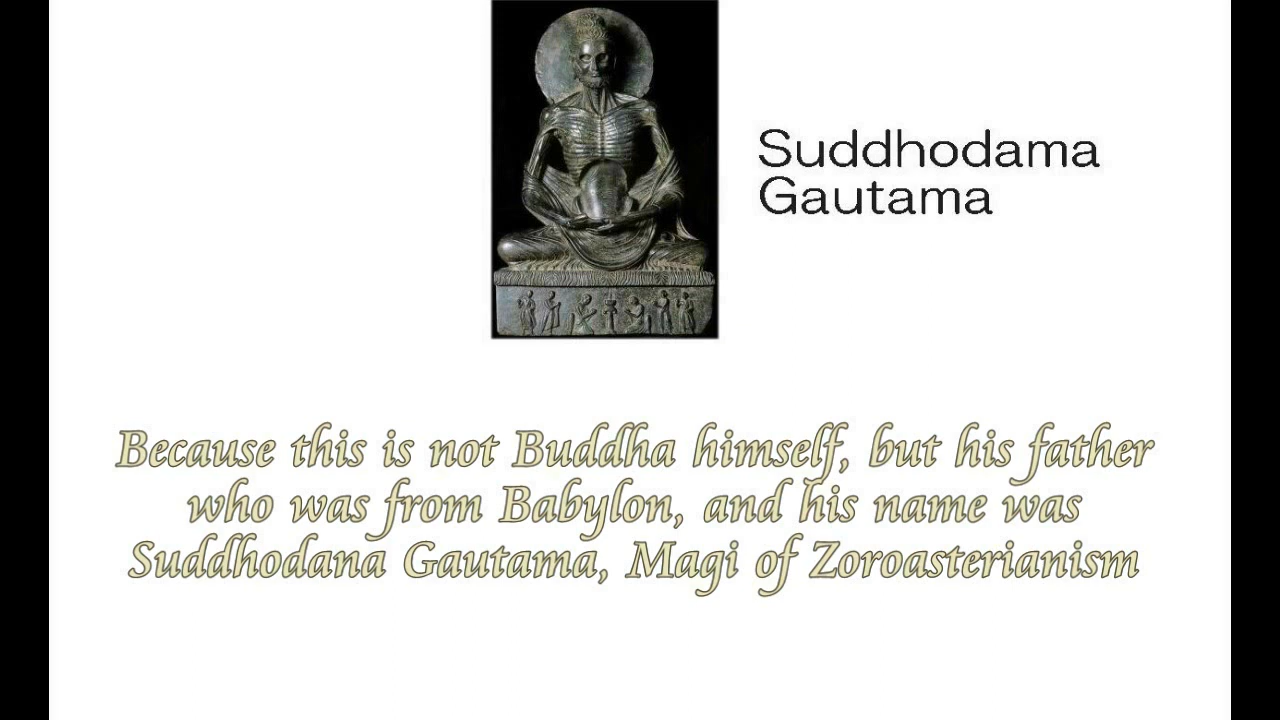 Suddhodama
Gautama
Because this is not Buddha himself, but his father
who was from Babylon, and his name was
Suddhodana Gautama, Magi of Zoroasterianism